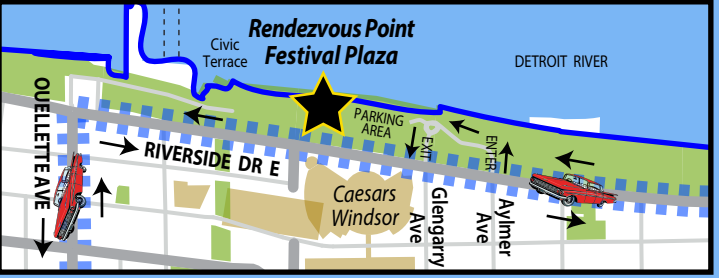 Rendezvous Point
Festival Plaza
Civic
Terrace
DETROIT RIVER
OUELLETTE AVE
PARKING
AREA
EXIT
ENTER
RIVERSIDE DR E
Caesars
Windsor
Glengarry
Ave
Aylmer
Ave